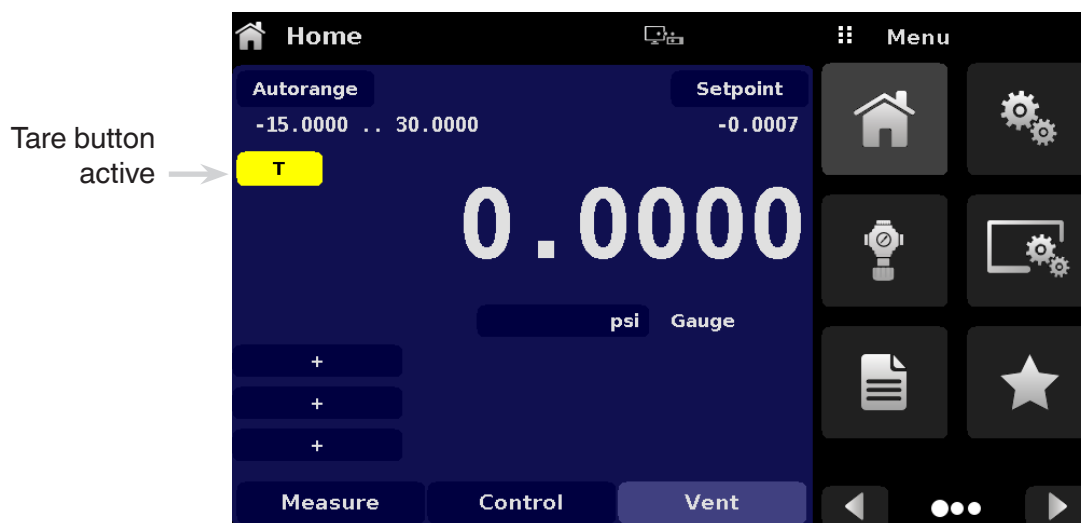 Home
Menu
Autorange
Setpoint
-15.0000 .. 30.0000
-0.0007
Tare button
active
T
0.0000
psi Gauge
+
+
+
Measure Control Vent